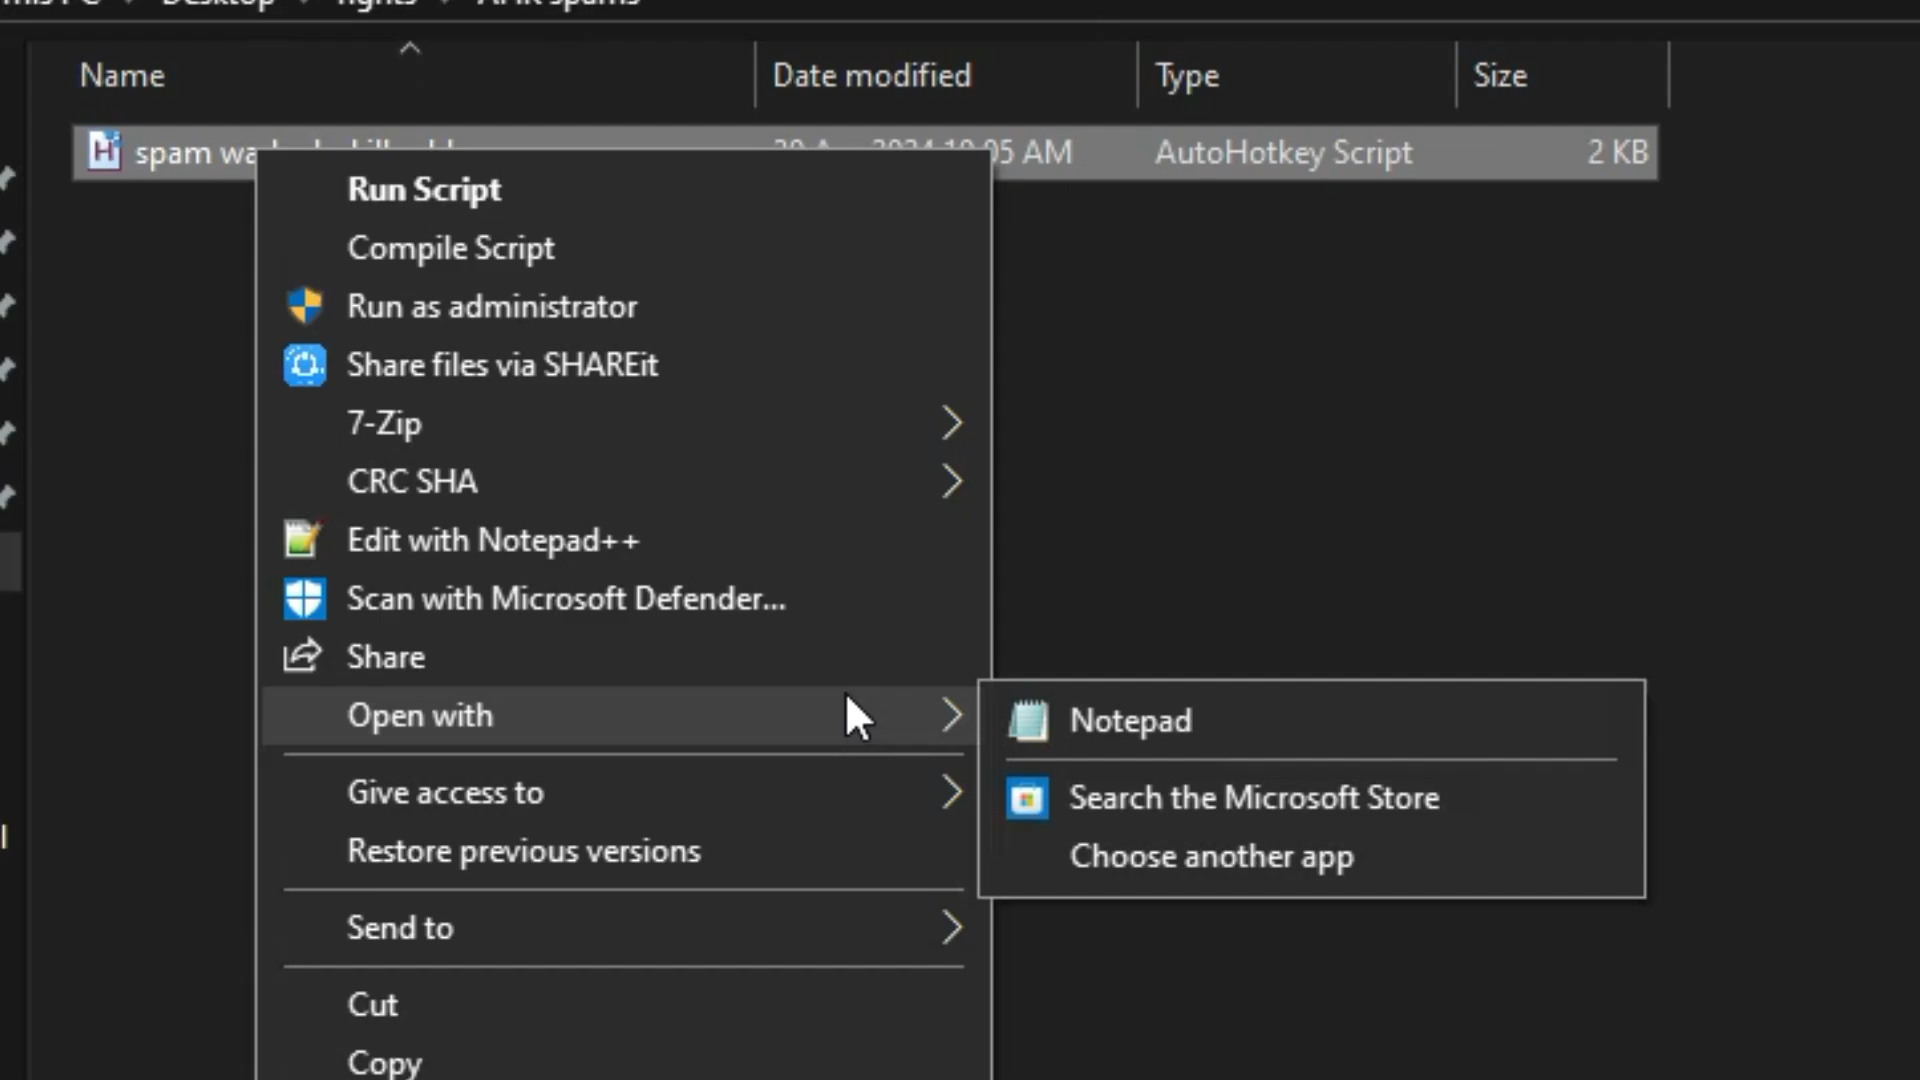 Desktop
Name
Date modified
Type
Size
spam
AM
AutoHotkey Script
2 KB
Run Script
Compile Script
Run as administrator
Share files via SHAREit
7-Zip
CRC SHA
Edit with Notepad++
Scan with Microsoft Defender...
Share
Open with
Notepad
Search the Microsoft Store
Choose another app
Give access to
Restore previous versions
Send to
Cut
Copy